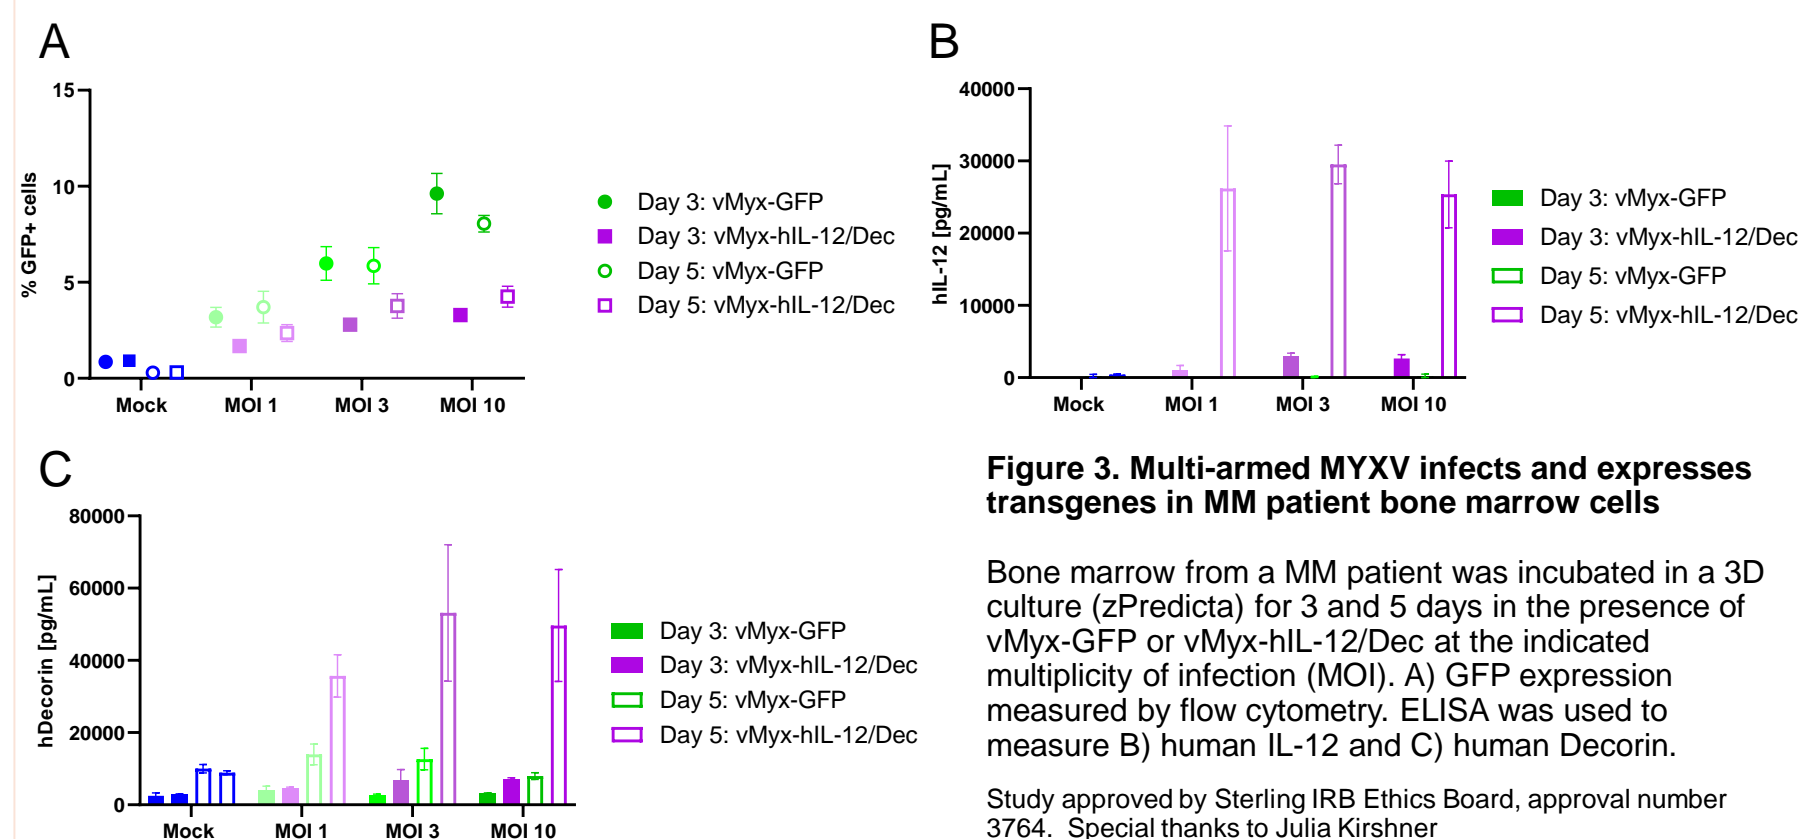 A
15
10
5
0
% GFP+ cells
Mock
MOI 1
MOI 3
MOI 10
Day 3: vMyx-GFP
Day 3: vMyx-hIL-12/Dec
Day 5: vMyx-GFP
Day 5: vMyx-hIL-12/Dec
B
40000
30000
20000
10000
0
hIL-12 [pg/mL]
Mock
MOI 1
MOI 3
MOI 10
Day 3: vMyx-GFP
Day 3: vMyx-hIL-12/Dec
Day 5: vMyx-GFP
Day 5: vMyx-hIL-12/Dec
C
80000
60000
40000
20000
0
hDecorin [pg/mL]
Mock
MOI 1
MOI 3
MOI 10
Day 3: vMyx-GFP
Day 3: vMyx-hIL-12/Dec
Day 5: vMyx-GFP
Day 5: vMyx-hIL-12/Dec
Figure 3. Multi-armed MYXV infects and expresses
transgenes in MM patient bone marrow cells
Bone marrow from a MM patient was incubated in a 3D
culture (zPredicta) for 3 and 5 days in the presence of
vMyx-GFP or vMyx-hIL-12/Dec at the indicated
multiplicity of infection (MOI). A) GFP expression
measured by flow cytometry. ELISA was used to
measure B) human IL-12 and C) human Decorin.
Study approved by Sterling IRB Ethics Board, approval number
3764. Special thanks to Julia Kirshner